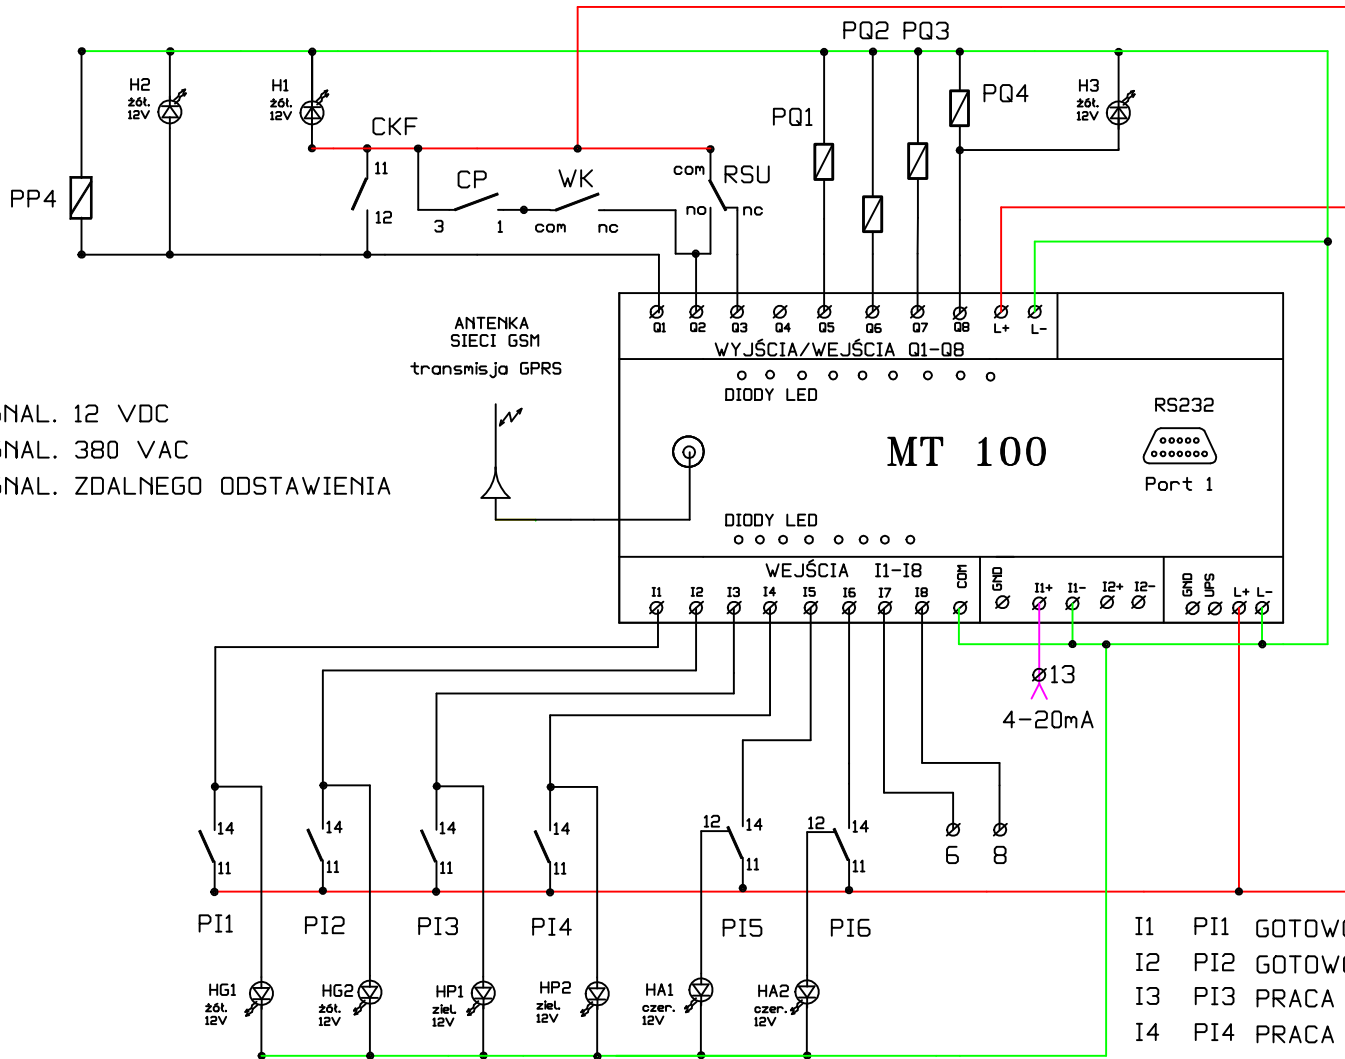 PQ2 PQ3
H2
żół.
12V
H1
żół.
12V
CKF
PQ1
PQ4
H3
żół.
12V
PP4
11
12
CP
3
1
WK
com
nc
com
RSU
no
nc
ANTENKA
SIECI GSM
transmisja GPRS
Q1 Q2 Q3 Q4 Q5 Q6 Q7 Q8 L+ L-
WYJŚCIA/WEJŚCIA Q1-Q8
DIODY LED
GNAL. 12 VDC
GNAL. 380 VAC
GNAL. ZDALNEGO ODSTAWIENIA
MT 100
RS232
Port 1
DIODY LED
WEJŚCIA I1-I8
I1 I2 I3 I4 I5 I6 I7 I8 COM
GND I1+ I1- I2+ I2-
GND UPS L+ L-
13
4-20mA
14
11
14
11
14
11
14
11
12
14
11
12
14
11
6
8
PI1
PI2
PI3
PI4
PI5
PI6
HG1
żół.
12V
HG2
żół.
12V
HP1
ziel.
12V
HP2
ziel.
12V
HA1
czer.
12V
HA2
czer.
12V
I1 PI1 GOTOWO
I2 PI2 GOTOWO
I3 PI3 PRACA
I4 PI4 PRACA